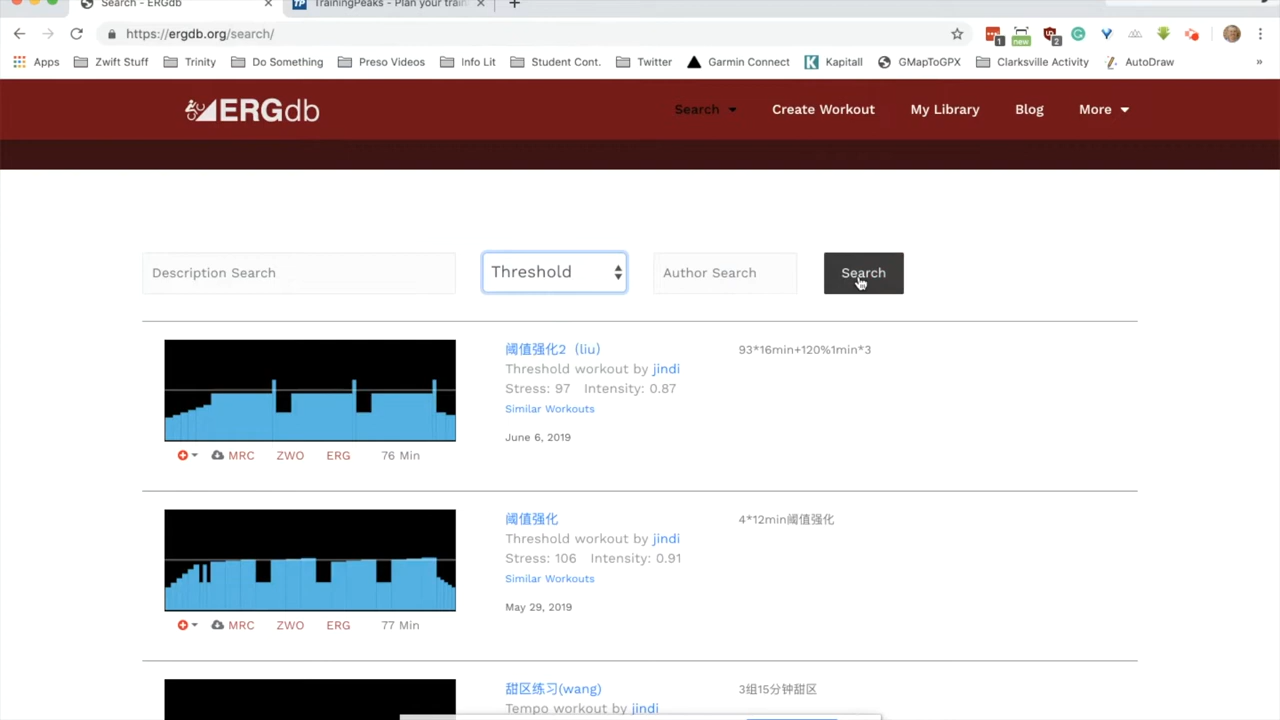 Search - ERGdb
TrainingPeaks - Plan your train
https://ergdb.org/search/
1 new 2
Apps Zwift Stuff Trinity Do Something Preso Videos Info Lit Student Cont. Twitter Garmin Connect Kapitall GMapToGPX Clarksville Activity AutoDraw »
ERGdb
Search Create Workout My Library Blog More
Description Search Threshold Author Search Search
阈值强化2（liu）
93*16min+120%1min*3
Threshold workout by jindi
Stress: 97 Intensity: 0.87
Similar Workouts
June 6, 2019
MRC ZWO ERG 76 Min
阈值强化
4*12min阈值强化
Threshold workout by jindi
Stress: 106 Intensity: 0.91
Similar Workouts
May 29, 2019
MRC ZWO ERG 77 Min
甜区练习(wang)
3组15分钟甜区
Tempo workout by jindi